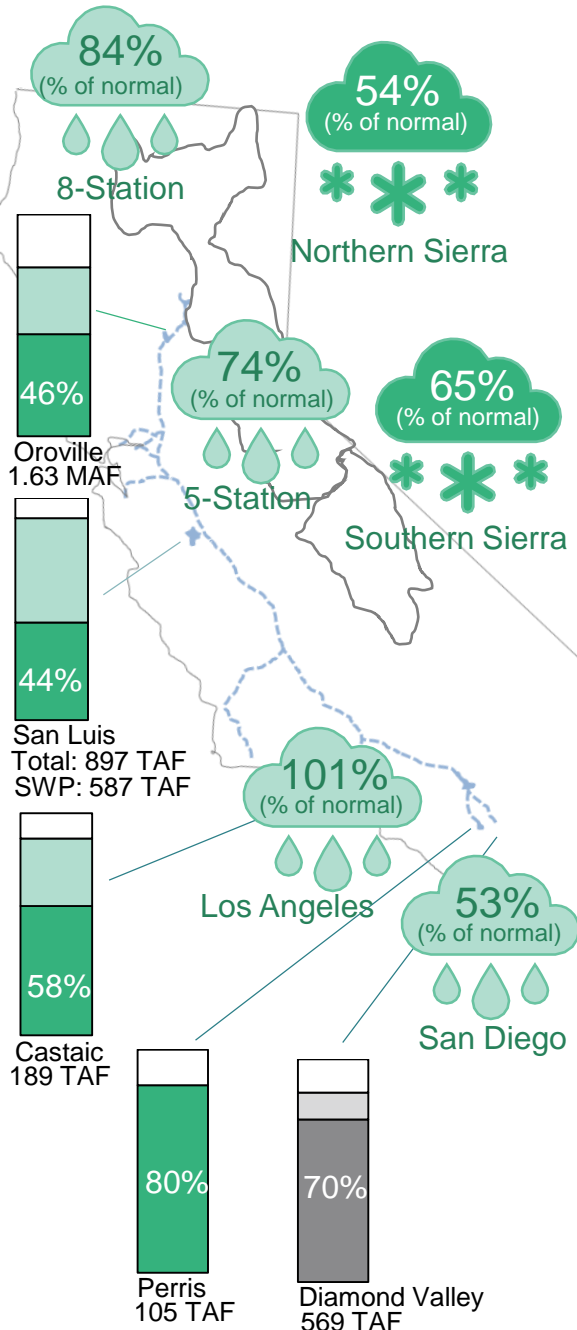 84%
(% of normal)
8-Station
54%
(% of normal)
Northern Sierra
46%
Oroville
1.63 MAF
74%
(% of normal)
5-Station
65%
(% of normal)
Southern Sierra
44%
San Luis
Total: 897 TAF
SWP: 587 TAF
101%
(% of normal)
Los Angeles
53%
(% of normal)
San Diego
58%
Castaic
189 TAF
80%
Perris
105 TAF
70%
Diamond Valley
569 TAF